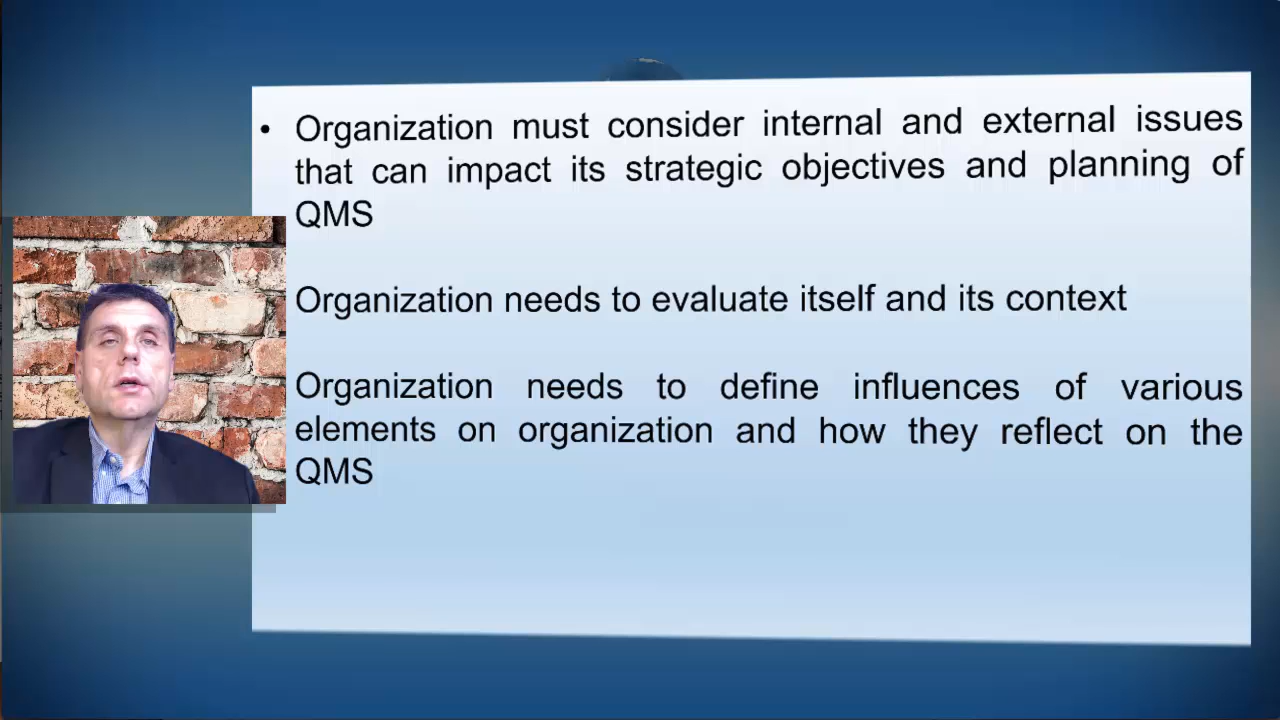 • Organization must consider internal and external issues
that can impact its strategic objectives and planning of
QMS
Organization needs to evaluate itself and its context
Organization needs to define influences of various
elements on organization and how they reflect on the
QMS